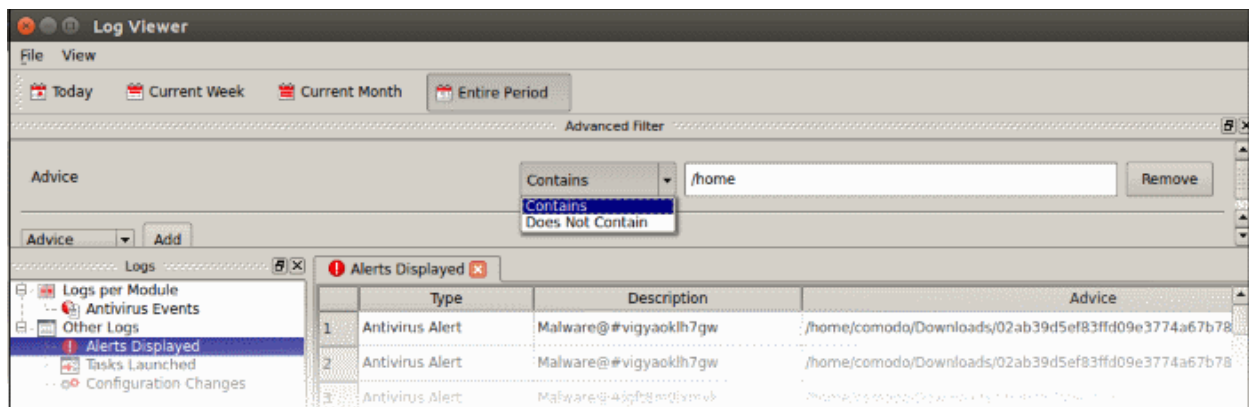 Log Viewer
File View
Today Current Week Current Month Entire Period
Advanced Filter
Advice Contains /home Remove
Contains
Does Not Contain
Advice Add
Logs
Logs per Module
Antivirus Events
Other Logs
Alerts Displayed
Tasks Launched
Configuration Changes
Alerts Displayed
Type Description Advice
1 Antivirus Alert Malware@#vigyaoklh7gw /home/comodo/Downloads/02ab39d5ef83ffd09e3774a67b78
2 Antivirus Alert Malware@#vigyaoklh7gw /home/comodo/Downloads/02ab39d5ef83ffd09e3774a67b78
3 Antivirus Alert